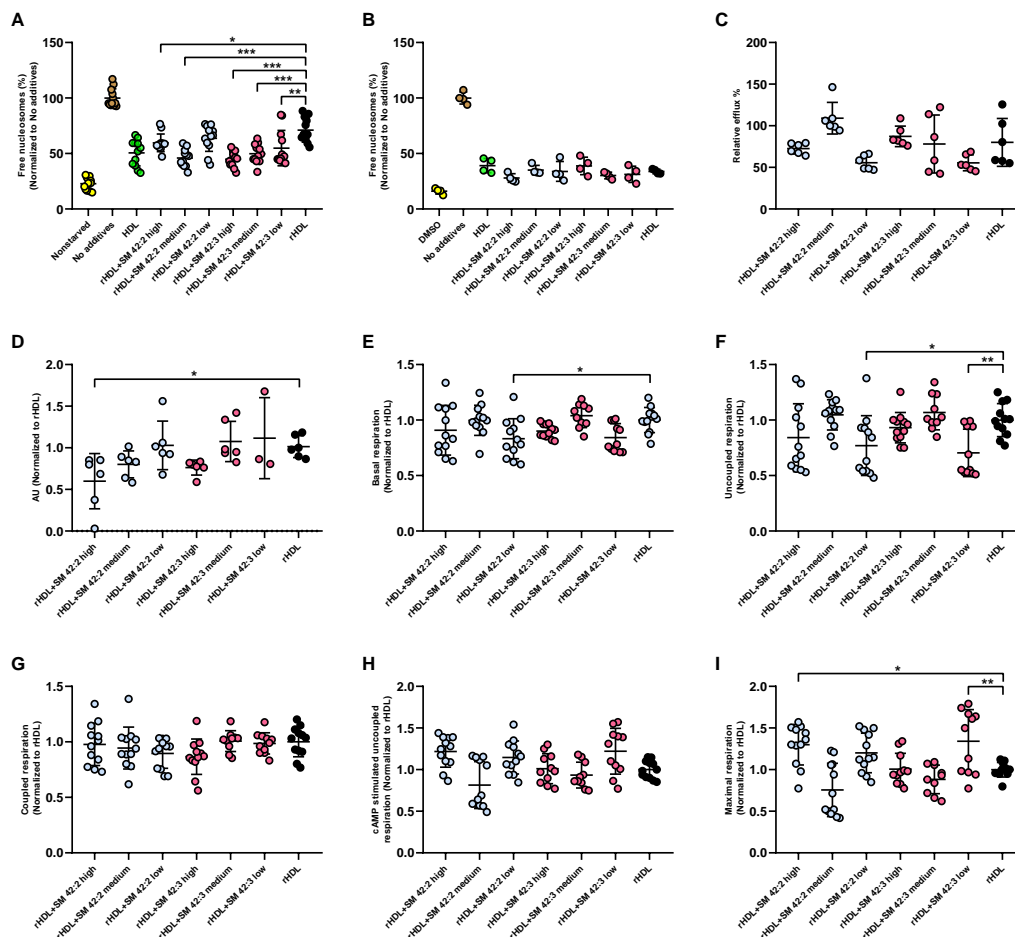 A
Free nucleosomes (%)
(Normalized to No additives)
150
100
50
0
*
***
***
***
**
Nonstarved
No additives
HDL
rHDL+SM 42:2 high
rHDL+SM 42:2 medium
rHDL+SM 42:2 low
rHDL+SM 42:3 high
rHDL+SM 42:3 medium
rHDL+SM 42:3 low
rHDL
B
Free nucleosomes (%)
(Normalized to No additives)
150
100
50
0
DMSO
No additives
HDL
rHDL+SM 42:2 high
rHDL+SM 42:2 medium
rHDL+SM 42:2 low
rHDL+SM 42:3 high
rHDL+SM 42:3 medium
rHDL+SM 42:3 low
rHDL
C
Relative efflux %
200
150
100
50
0
rHDL+SM 42:2 high
rHDL+SM 42:2 medium
rHDL+SM 42:2 low
rHDL+SM 42:3 high
rHDL+SM 42:3 medium
rHDL+SM 42:3 low
rHDL
D
AU (Normalized to rHDL)
2.0
1.5
1.0
0.5
0.0
*
rHDL+SM 42:2 high
rHDL+SM 42:2 medium
rHDL+SM 42:2 low
rHDL+SM 42:3 high
rHDL+SM 42:3 medium
rHDL+SM 42:3 low
rHDL
E
Basal respiration
(Normalized to rHDL)
1.5
1.0
0.5
0.0
*
rHDL+SM 42:2 high
rHDL+SM 42:2 medium
rHDL+SM 42:2 low
rHDL+SM 42:3 high
rHDL+SM 42:3 medium
rHDL+SM 42:3 low
rHDL
F
Uncoupled respiration
(Normalized to rHDL)
1.5
1.0
0.5
0.0
*
**
rHDL+SM 42:2 high
rHDL+SM 42:2 medium
rHDL+SM 42:2 low
rHDL+SM 42:3 high
rHDL+SM 42:3 medium
rHDL+SM 42:3 low
rHDL
G
Coupled respiration
(Normalized to rHDL)
1.5
1.0
0.5
0.0
rHDL+SM 42:2 high
rHDL+SM 42:2 medium
rHDL+SM 42:2 low
rHDL+SM 42:3 high
rHDL+SM 42:3 medium
rHDL+SM 42:3 low
rHDL
H
cAMP stimulated uncoupled
respiration (Normalized to rHDL)
2.0
1.5
1.0
0.5
0.0
rHDL+SM 42:2 high
rHDL+SM 42:2 medium
rHDL+SM 42:2 low
rHDL+SM 42:3 high
rHDL+SM 42:3 medium
rHDL+SM 42:3 low
rHDL
I
Maximal respiration
(Normalized to rHDL)
2.0
1.5
1.0
0.5
0.0
*
**
rHDL+SM 42:2 high
rHDL+SM 42:2 medium
rHDL+SM 42:2 low
rHDL+SM 42:3 high
rHDL+SM 42:3 medium
rHDL+SM 42:3 low
rHDL